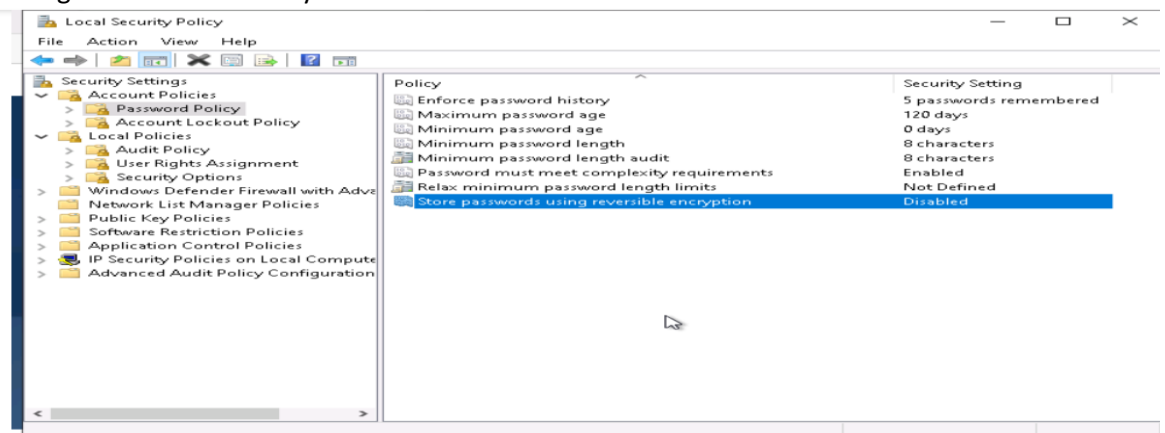 Local Security Policy
File Action View Help
Security Settings
Account Policies
Password Policy
Account Lockout Policy
Local Policies
Audit Policy
User Rights Assignment
Security Options
Windows Defender Firewall with Adva
Network List Manager Policies
Public Key Policies
Software Restriction Policies
Application Control Policies
IP Security Policies on Local Compute
Advanced Audit Policy Configuration
Policy Security Setting
Enforce password history 5 passwords remembered
Maximum password age 120 days
Minimum password age 0 days
Minimum password length 8 characters
Minimum password length audit 8 characters
Password must meet complexity requirements Enabled
Relax minimum password length limits Not Defined
Store passwords using reversible encryption Disabled